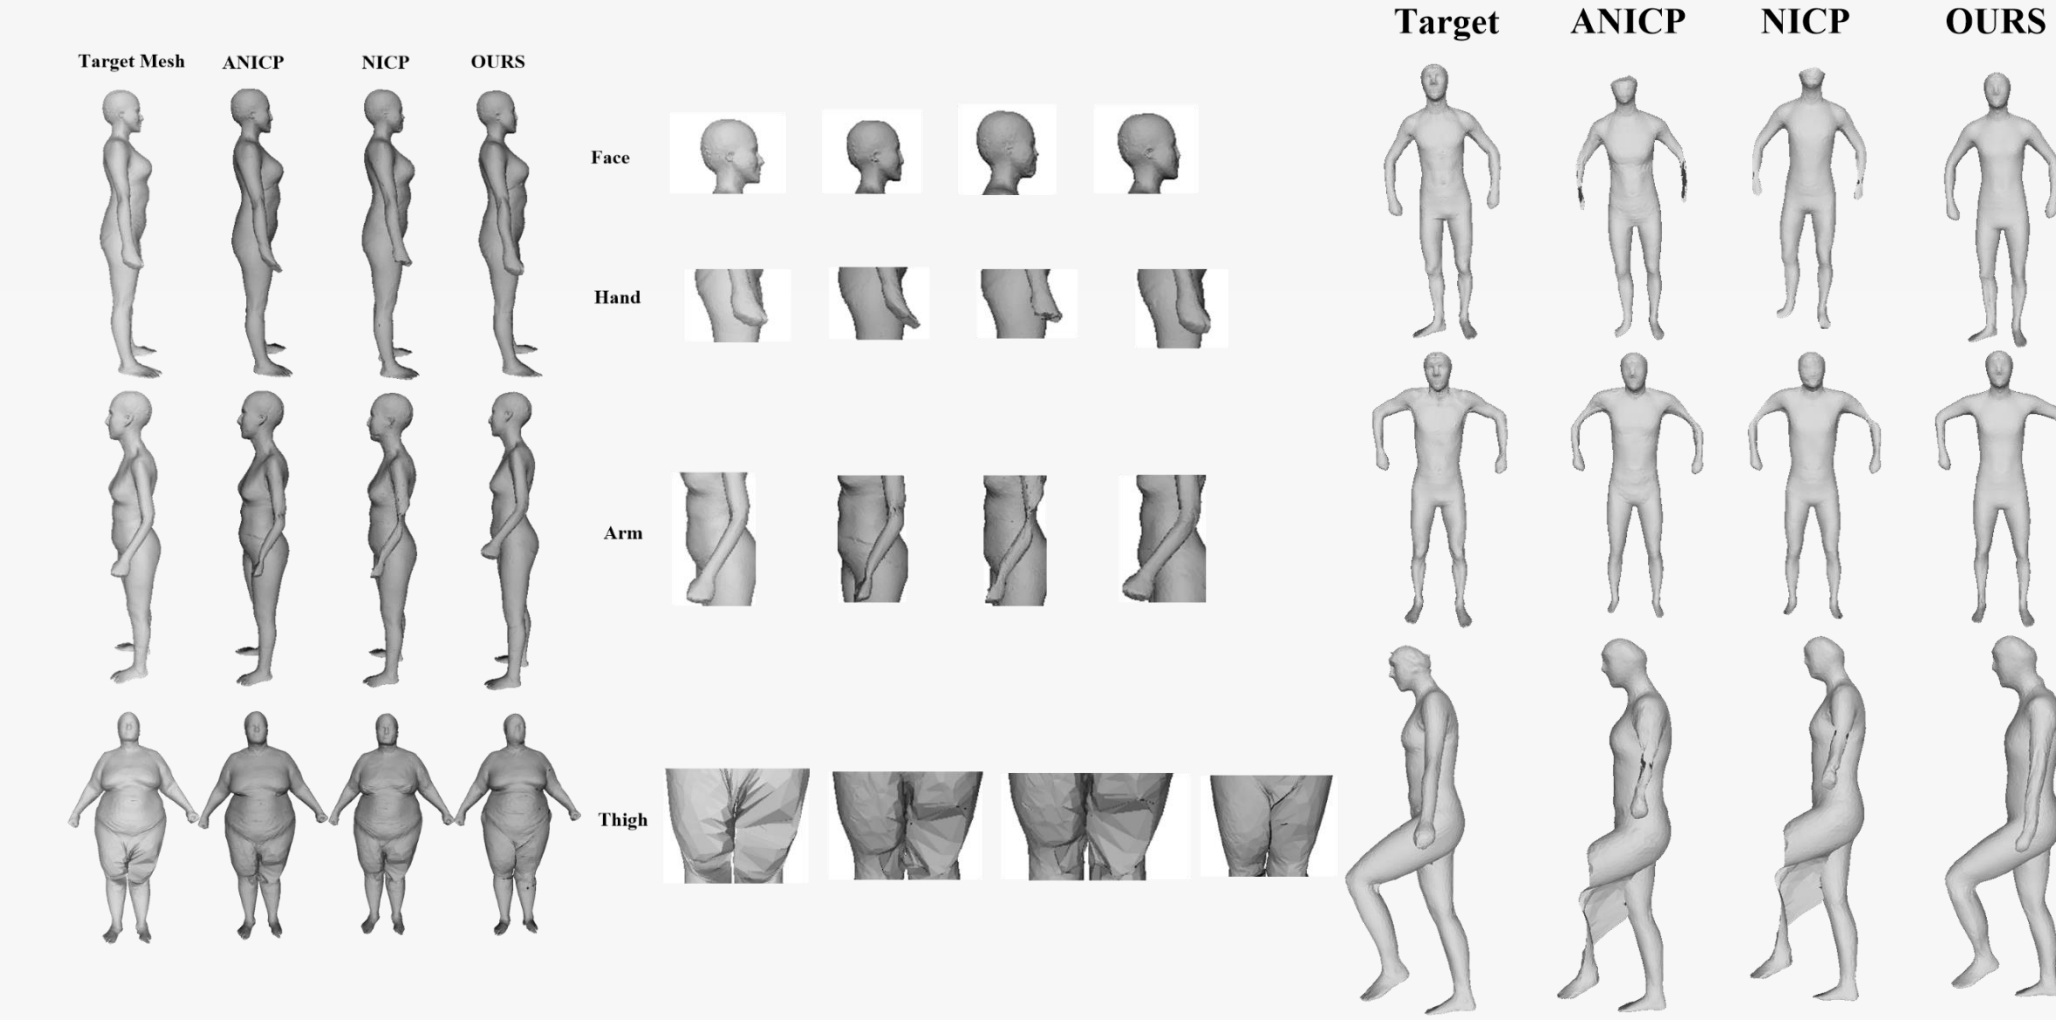 Target ANICP NICP OURS
Target Mesh ANICP NICP OURS
Face
Hand
Arm
Thigh